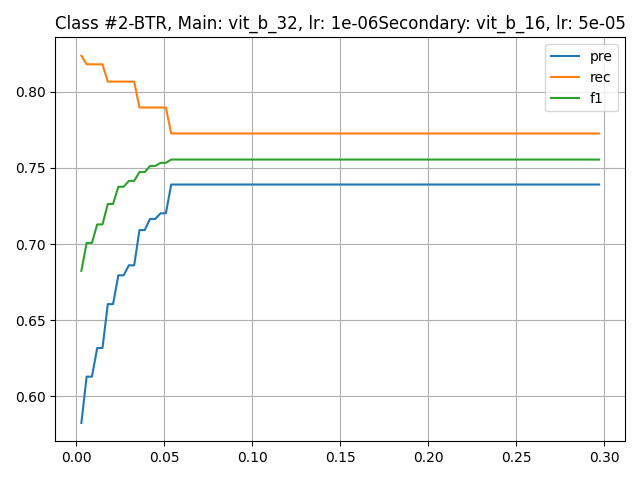 Class #2-BTR, Main: vit_b_32, lr: 1e-06Secondary: vit_b_16, lr: 5e-05
pre
rec
f1
0.80
0.75
0.70
0.65
0.60
0.00 0.05 0.10 0.15 0.20 0.25 0.30